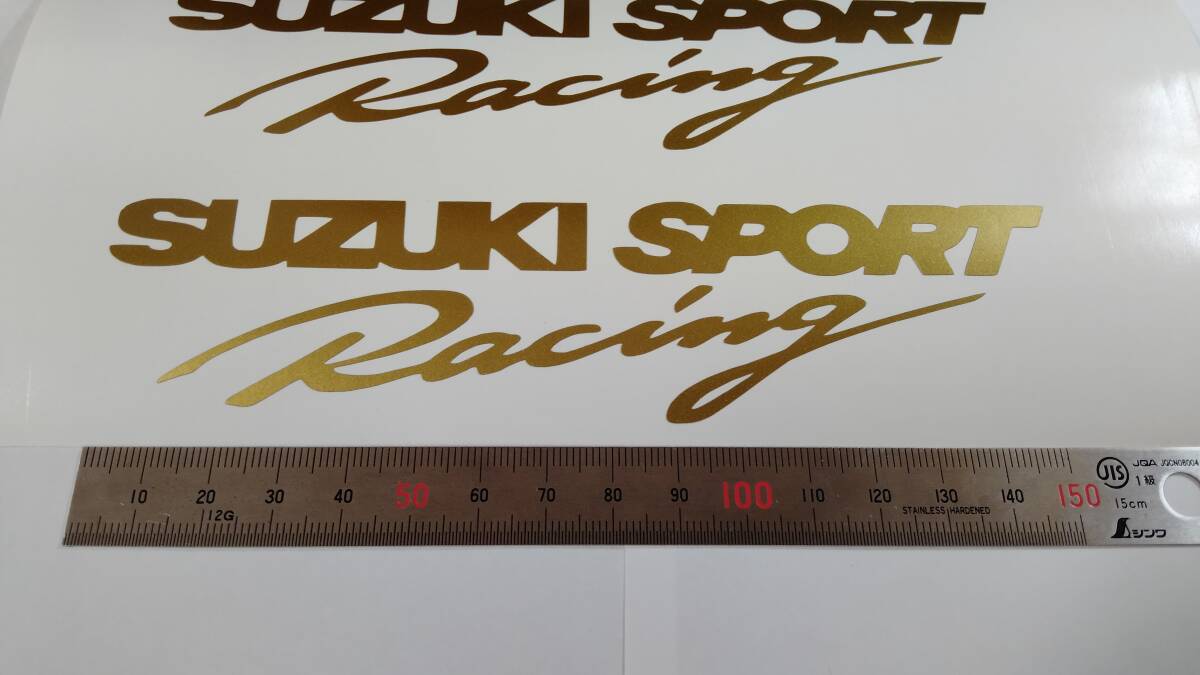 SUZUKI SPORT
Racing
SUZUKI SPORT
Racing
JIS JQA JQCN08004
1級
10 20 30 40 50 60 70 80 90 100 110 120 130 140 150 15cm
12G STAINLESS HARDENED シンワ